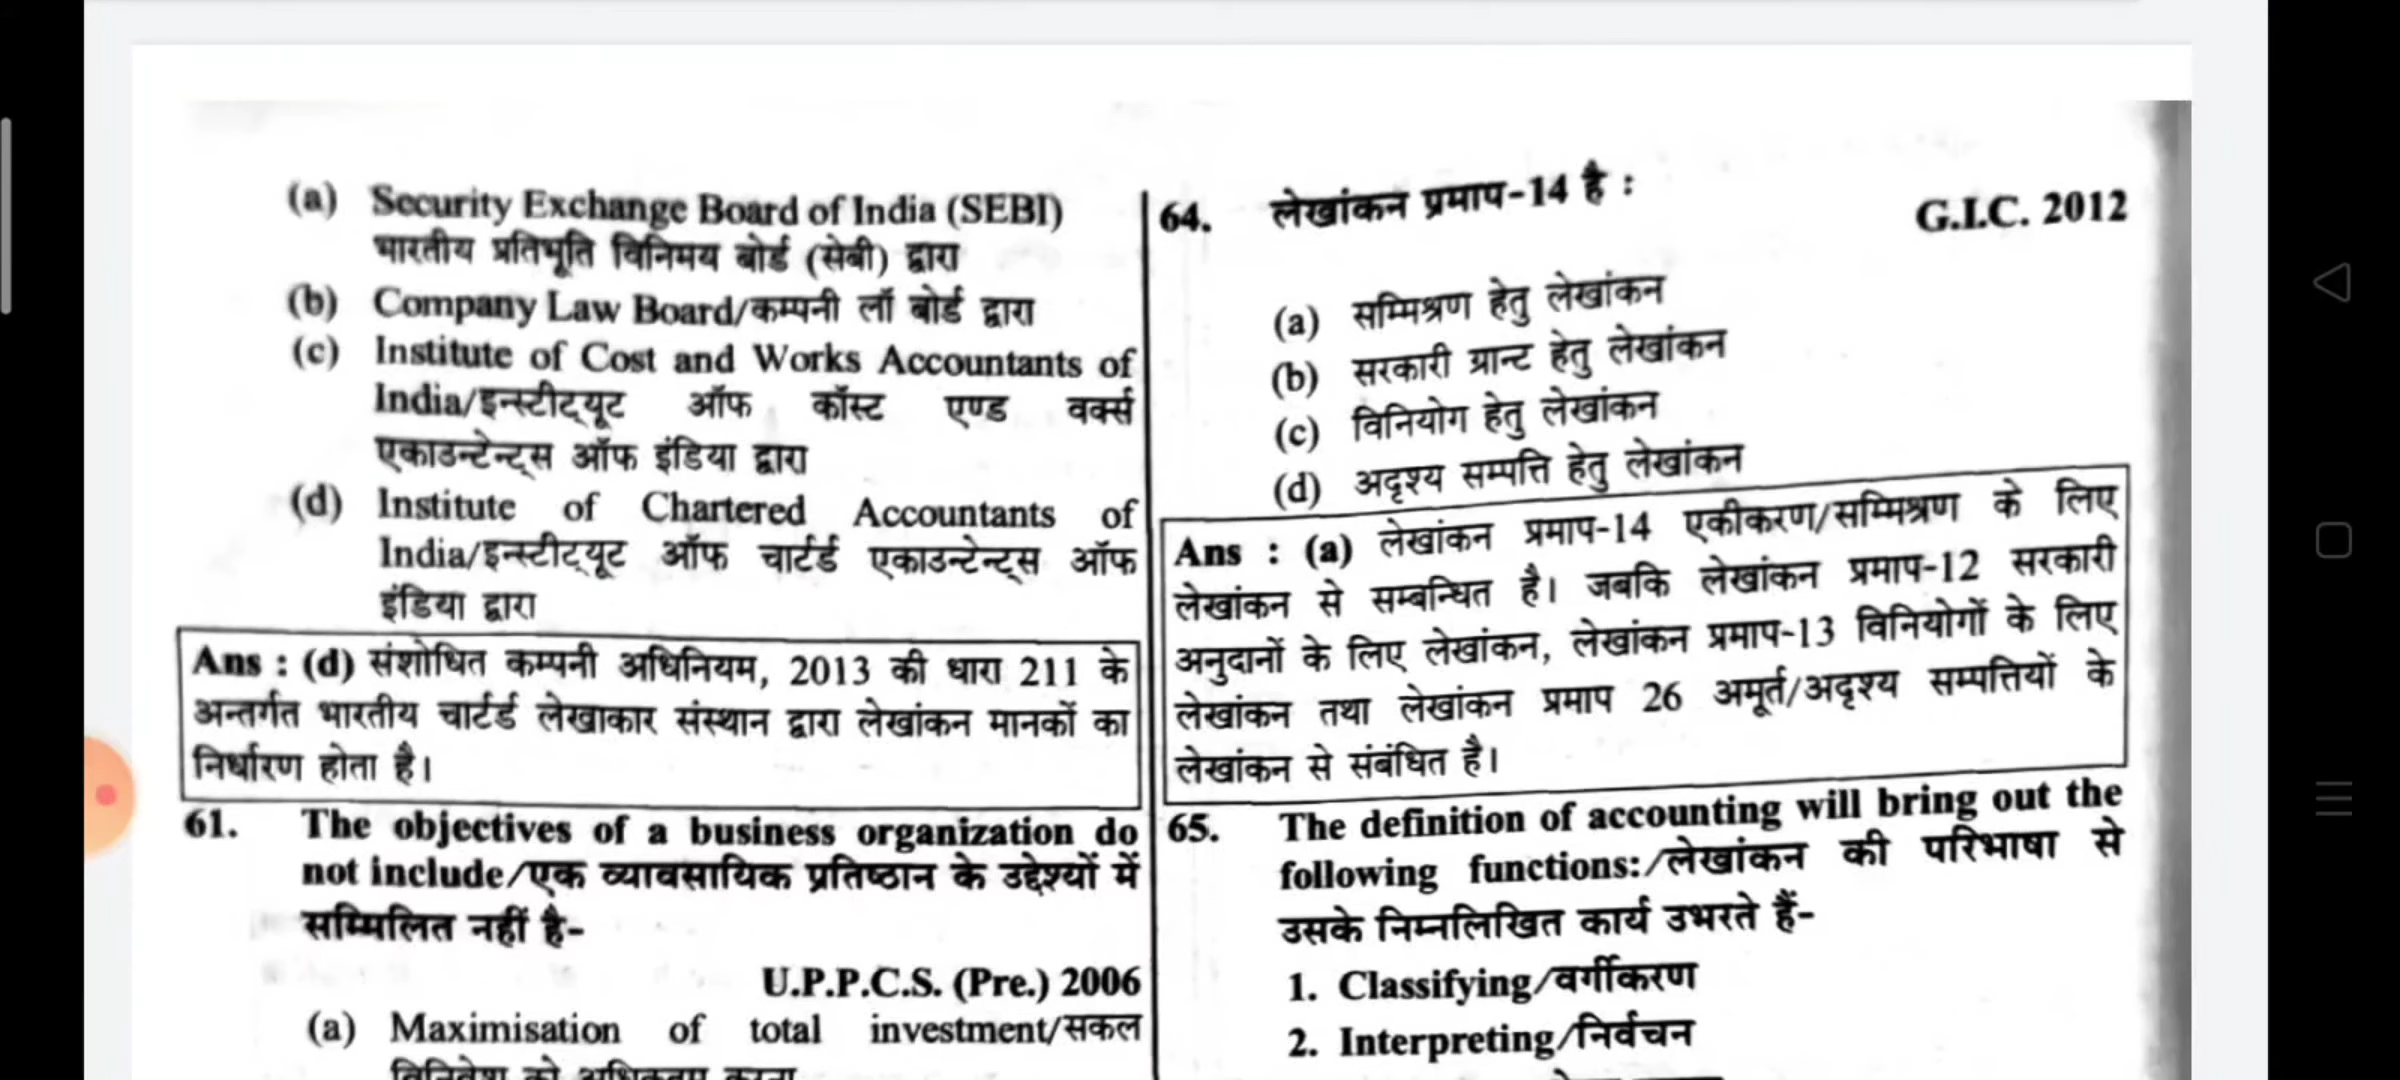 (a) Security Exchange Board of India (SEBI)
भारतीय प्रतिभूति विनिमय बोर्ड (सेबी) द्वारा
(b) Company Law Board/कम्पनी लॉ बोर्ड द्वारा
(c) Institute of Cost and Works Accountants of
India/इन्स्टीट्यूट ऑफ कॉस्ट एण्ड वर्क्स
एकाउन्टेन्ट्स ऑफ इंडिया द्वारा
(d) Institute of Chartered Accountants of
India/इन्स्टीट्यूट ऑफ चार्टर्ड एकाउन्टेन्ट्स ऑफ
इंडिया द्वारा
Ans : (d) संशोधित कम्पनी अधिनियम, 2013 की धारा 211 के
अन्तर्गत भारतीय चार्टर्ड लेखाकार संस्थान द्वारा लेखांकन मानकों का
निर्धारण होता है।
61. The objectives of a business organization do
not include/एक व्यावसायिक प्रतिष्ठान के उद्देश्यों में
सम्मिलित नहीं है-
U.P.P.C.S. (Pre.) 2006
(a) Maximisation of total investment/सकल
विनिवेश को अधिकतम करना
64. लेखांकन प्रमाप-14 है :
G.I.C. 2012
(a) सम्मिश्रण हेतु लेखांकन
(b) सरकारी ग्रान्ट हेतु लेखांकन
(c) विनियोग हेतु लेखांकन
(d) अदृश्य सम्पत्ति हेतु लेखांकन
Ans : (a) लेखांकन प्रमाप-14 एकीकरण/सम्मिश्रण के लिए
लेखांकन से सम्बन्धित है। जबकि लेखांकन प्रमाप-12 सरकारी
अनुदानों के लिए लेखांकन, लेखांकन प्रमाप-13 विनियोगों के लिए
लेखांकन तथा लेखांकन प्रमाप 26 अमूर्त/अदृश्य सम्पत्तियों के
लेखांकन से संबंधित है।
65. The definition of accounting will bring out the
following functions:/लेखांकन की परिभाषा से
उसके निम्नलिखित कार्य उभरते हैं-
1. Classifying/वर्गीकरण
2. Interpreting/निर्वचन